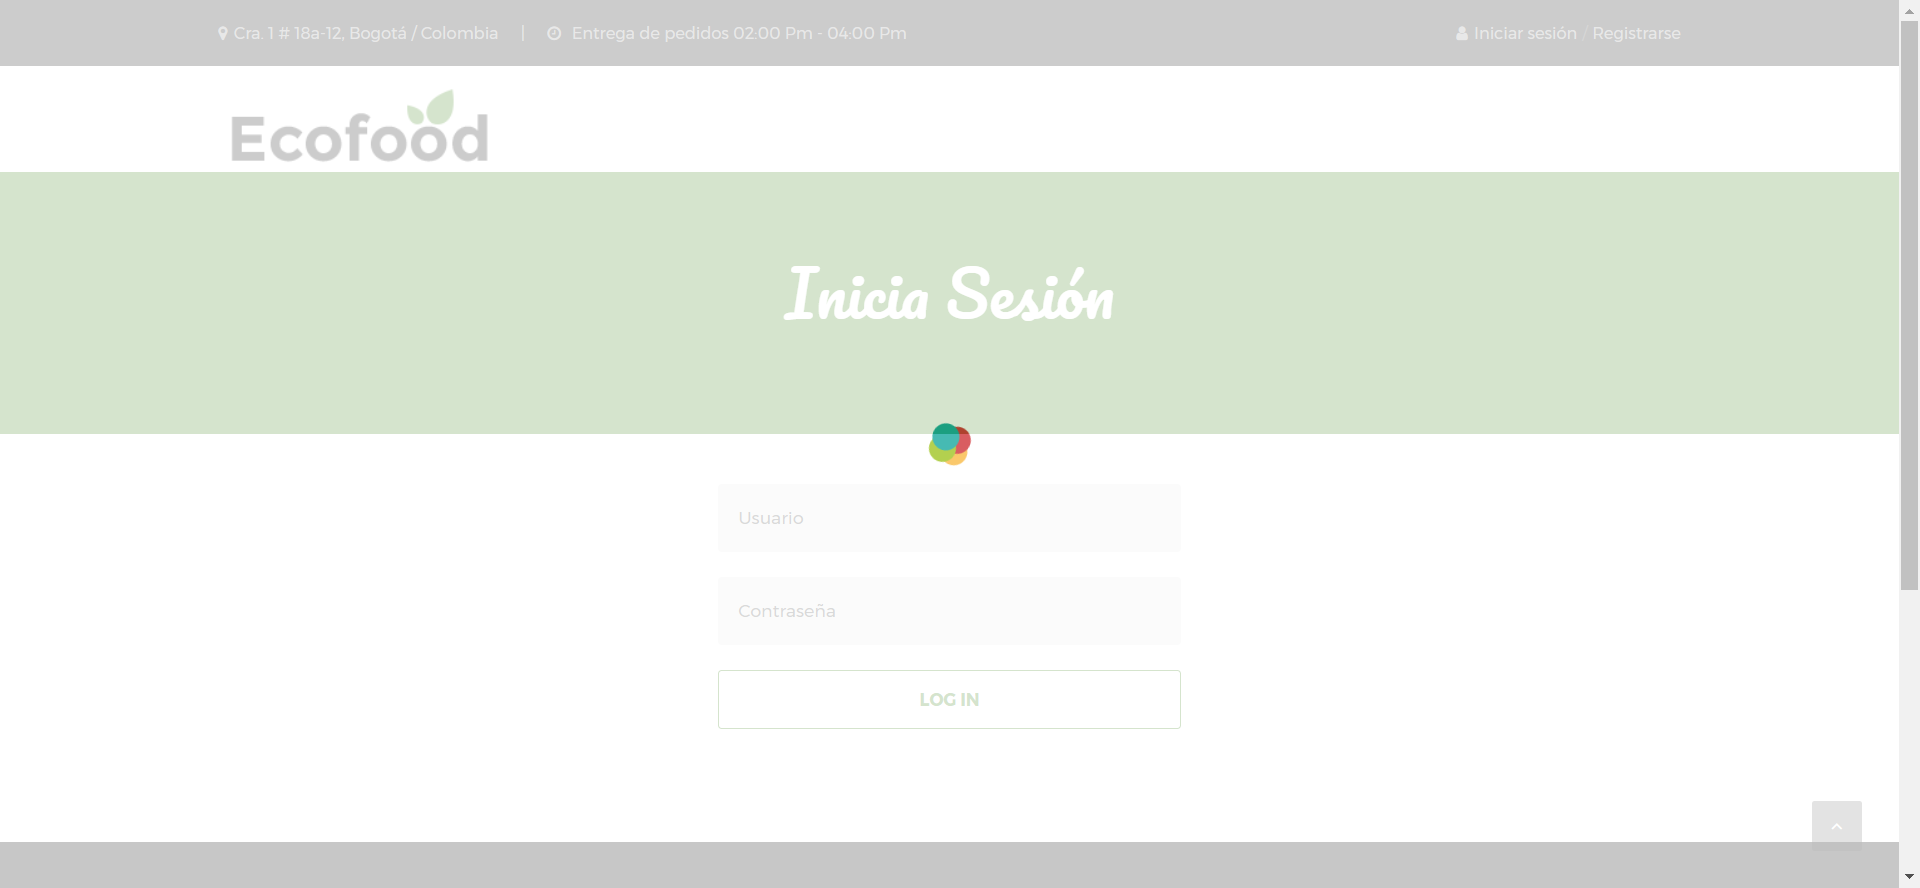 Cra. 1 # 18a-12, Bogotá / Colombia | Entrega de pedidos 02:00 Pm - 04:00 Pm Iniciar sesión / Registrarse
Ecofood
Inicia Sesión
Usuario
Contraseña
LOG IN